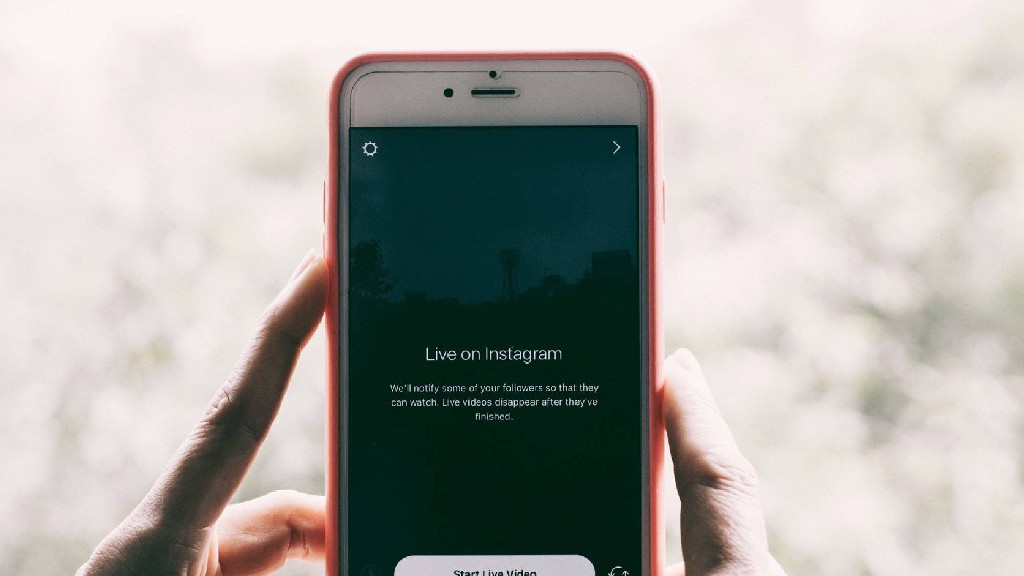 Live on Instagram
We'll notify some of your followers so that they
can watch. Live videos disappear after they've
finished.
Start Live Video